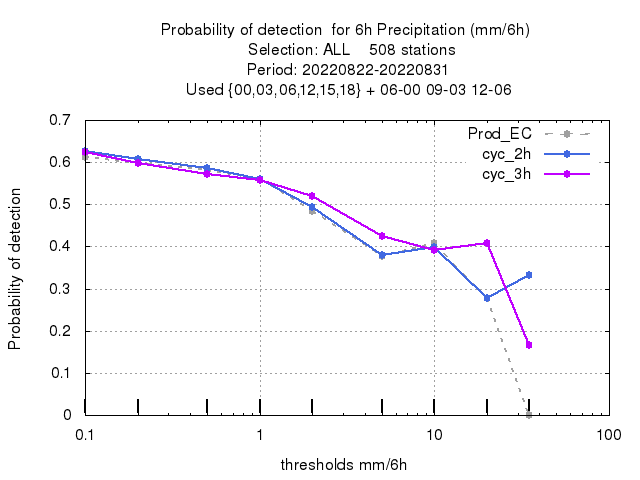 Probability of detection  for 6h Precipitation (mm/6h)
Selection: ALL    508 stations
Period: 20220822-20220831
Used {00,03,06,12,15,18} + 06-00 09-03 12-06
Prod_EC
cyc_2h
cyc_3h
Probability of detection
0.7
0.6
0.5
0.4
0.3
0.2
0.1
0
0.1 1 10 100
thresholds mm/6h